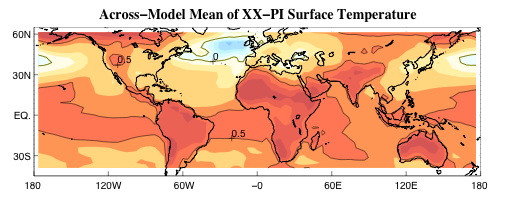 Across−Model Mean of XX−PI Surface Temperature
60N
0.5
0
30N
EQ.
0.5
30S
180 120W 60W −0 60E 120E 180